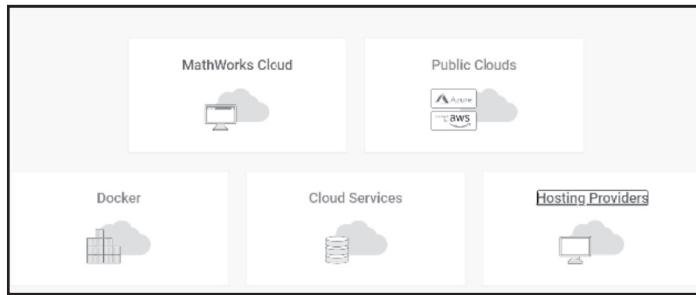 MathWorks Cloud
Public Clouds
Azure
aws
Docker
Cloud Services
Hosting Providers